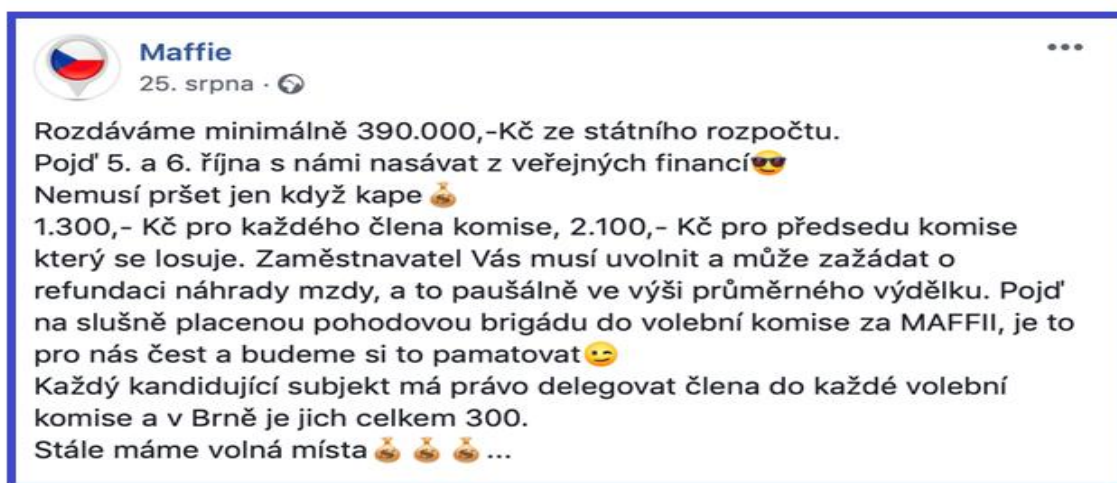 Maffie
25. srpna ·
Rozdáváme minimálně 390.000,-Kč ze státního rozpočtu.
Pojď 5. a 6. října s námi nasávat z veřejných financí😎
Nemusí pršet jen když kape💰
1.300,- Kč pro každého člena komise, 2.100,- Kč pro předsedu komise
který se losuje. Zaměstnavatel Vás musí uvolnit a může zažádat o
refundaci náhrady mzdy, a to paušálně ve výši průměrného výdělku. Pojď
na slušně placenou pohodovou brigádu do volební komise za MAFFII, je to
pro nás čest a budeme si to pamatovat😉
Každý kandidující subjekt má právo delegovat člena do každé volební
komise a v Brně je jich celkem 300.
Stále máme volná místa💰 💰 💰...